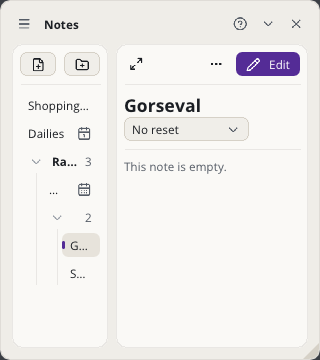 Notes
Shopping...
Dailies
Ra... 3
...
2
G...
S...
Edit
Gorseval
No reset
This note is empty.